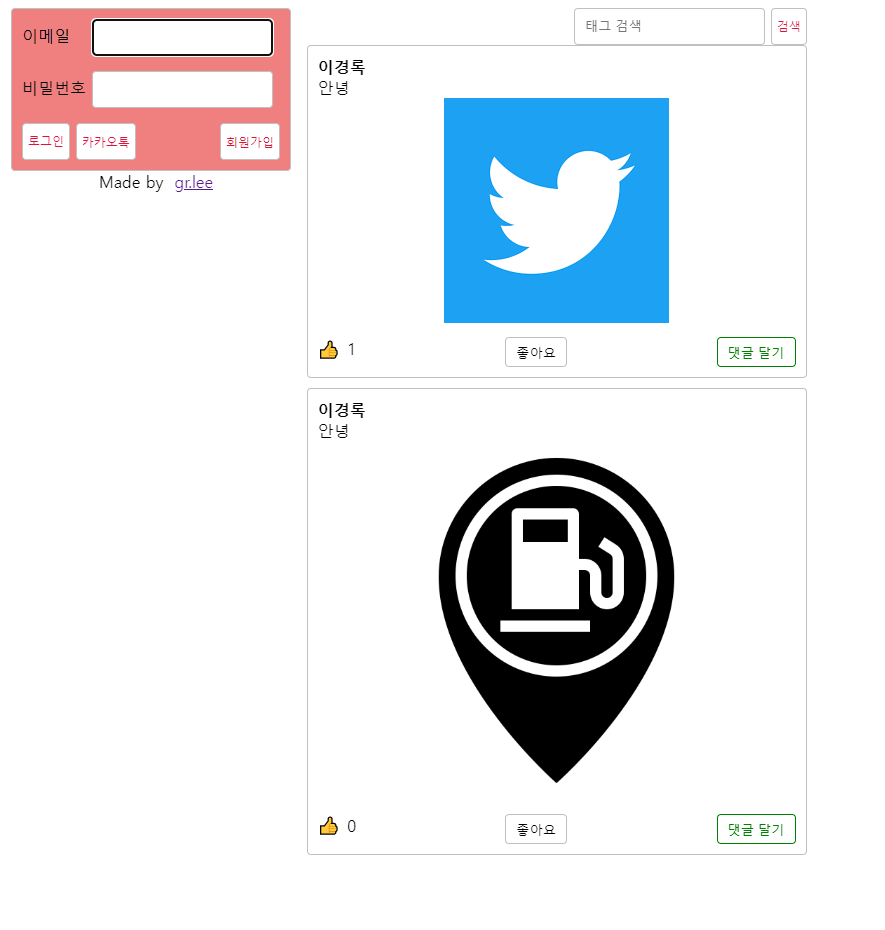 이메일
비밀번호
로그인 카카오톡 회원가입
Made by gr.lee
태그 검색 검색
이경록
안녕
1 좋아요 댓글 달기
이경록
안녕
0 좋아요 댓글 달기